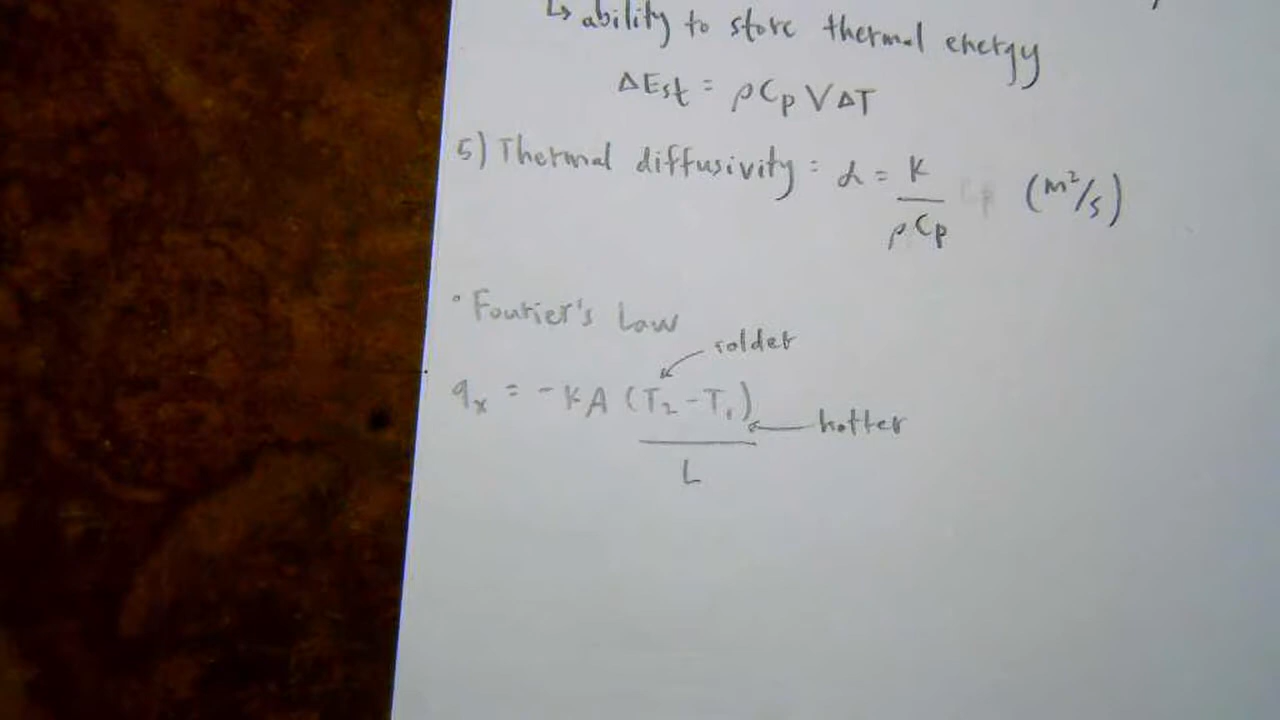 ↳ ability to store thermal energy
ΔEst = ρCp V ΔT
5) Thermal diffusivity : α = K / ρCp (m²/s)
• Fourier's Law
colder
qx = -KA (T2 - T1) / L
hotter